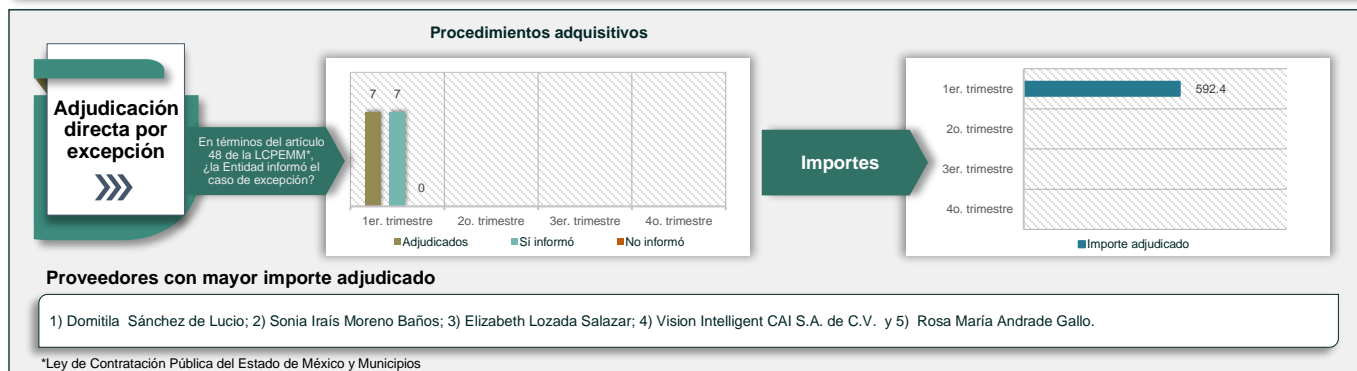 Procedimientos adquisitivos
Adjudicación
directa por
excepción
En términos del artículo
48 de la LCPEMM*,
¿la Entidad informó el
caso de excepción?
7 7
0
1er. trimestre 2o. trimestre 3er. trimestre 4o. trimestre
Adjudicados Sí informó No informó
Importes
1er. trimestre 592.4
2o. trimestre
3er. trimestre
4o. trimestre
Importe adjudicado
Proveedores con mayor importe adjudicado
1) Domitila Sánchez de Lucio; 2) Sonia Iraís Moreno Baños; 3) Elizabeth Lozada Salazar; 4) Vision Intelligent CAI S.A. de C.V. y 5) Rosa María Andrade Gallo.
*Ley de Contratación Pública del Estado de México y Municipios